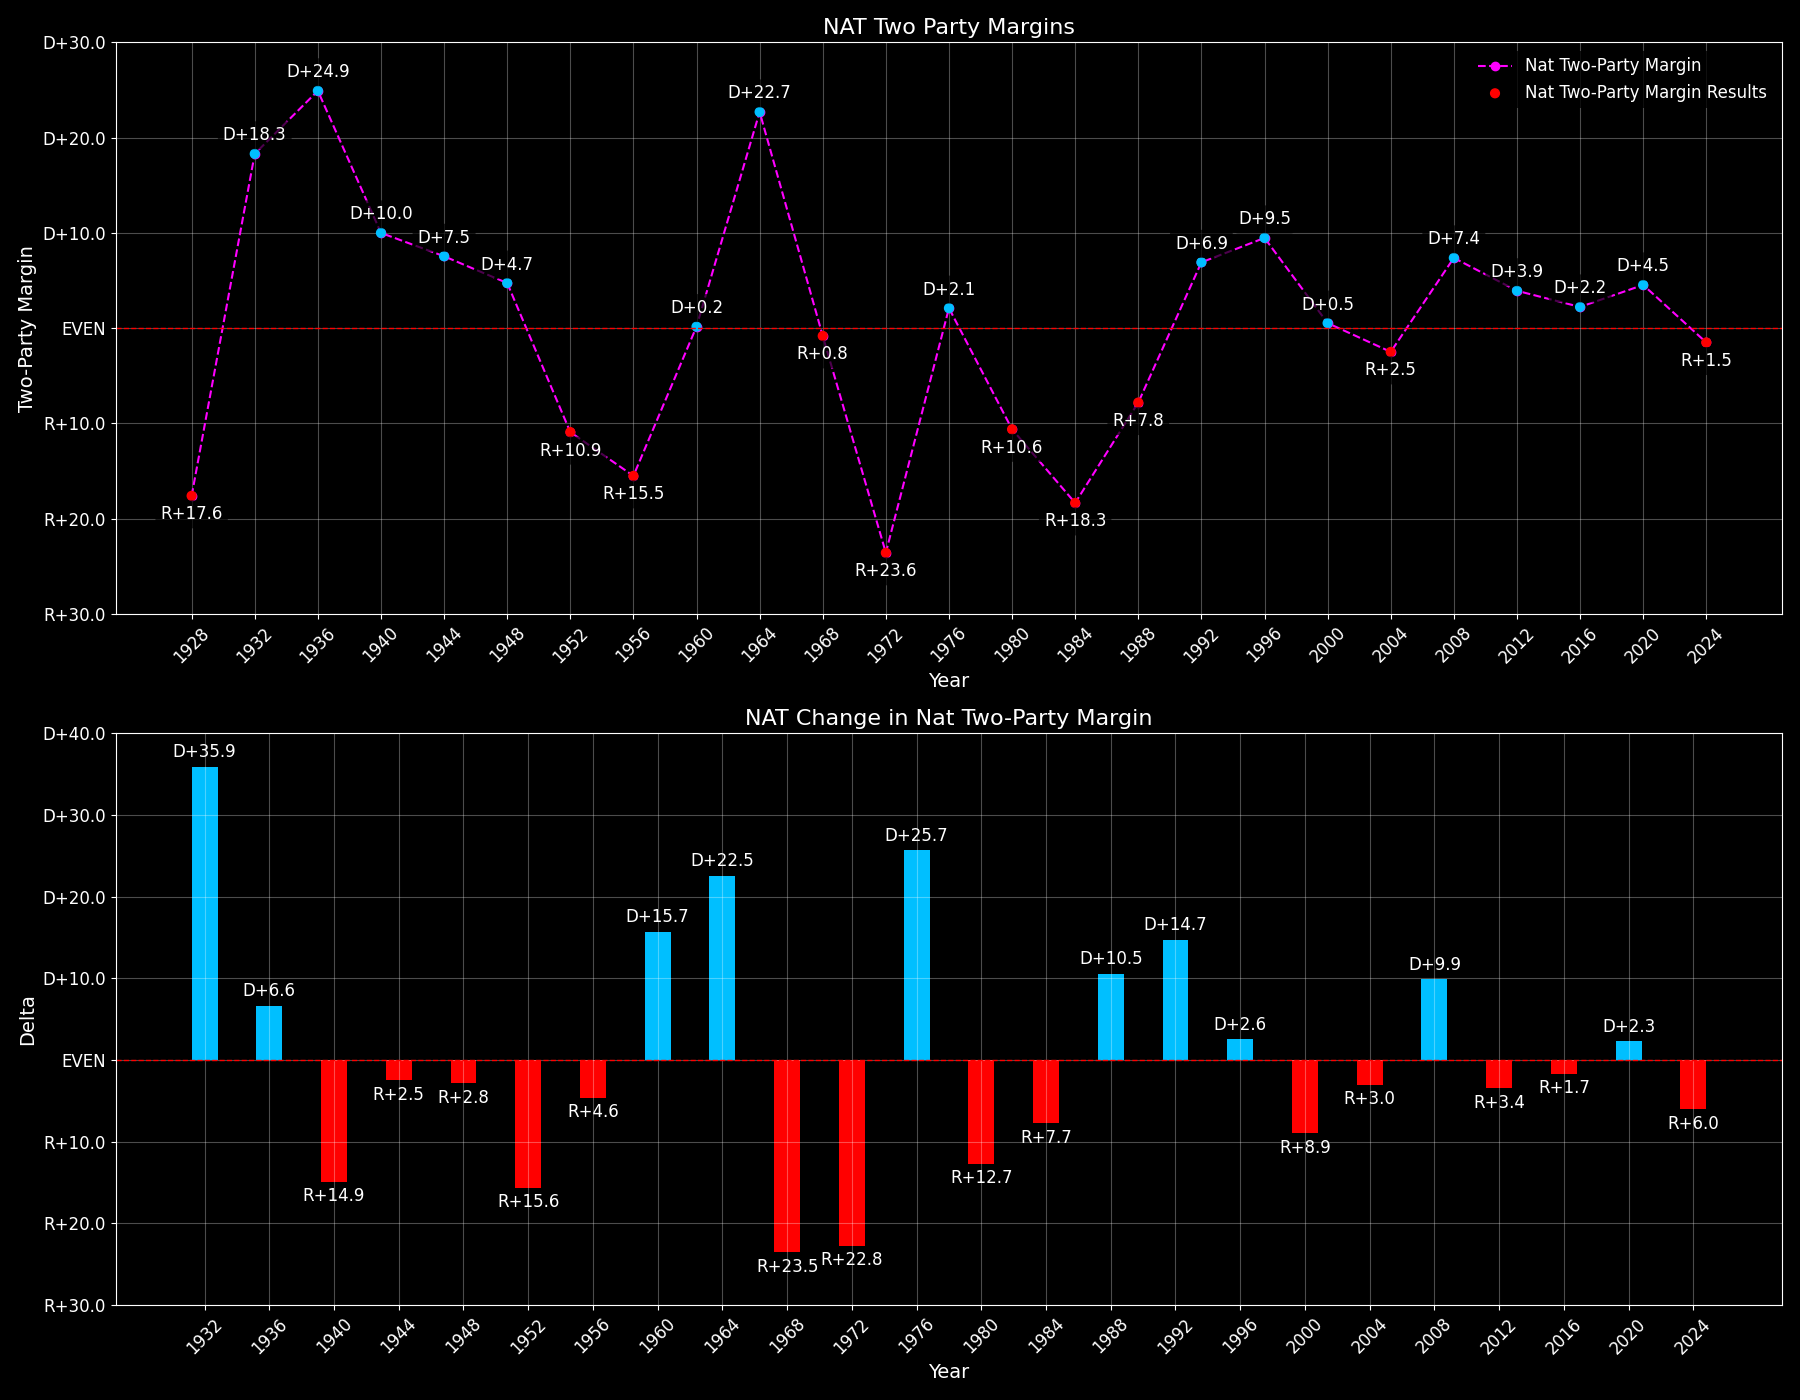 NAT Two Party Margins
Nat Two-Party Margin
Nat Two-Party Margin Results
Two-Party Margin
D+30.0
D+20.0
D+10.0
EVEN
R+10.0
R+20.0
R+30.0
R+17.6
D+18.3
D+24.9
D+10.0
D+7.5
D+4.7
R+10.9
R+15.5
D+0.2
D+22.7
R+0.8
R+23.6
D+2.1
R+10.6
R+18.3
R+7.8
D+6.9
D+9.5
D+0.5
R+2.5
D+7.4
D+3.9
D+2.2
D+4.5
R+1.5
1928 1932 1936 1940 1944 1948 1952 1956 1960 1964 1968 1972 1976 1980 1984 1988 1992 1996 2000 2004 2008 2012 2016 2020 2024
Year
NAT Change in Nat Two-Party Margin
Delta
D+40.0
D+30.0
D+20.0
D+10.0
EVEN
R+10.0
R+20.0
R+30.0
D+35.9
D+6.6
R+14.9
R+2.5
R+2.8
R+15.6
R+4.6
D+15.7
D+22.5
R+23.5
R+22.8
D+25.7
R+12.7
R+7.7
D+10.5
D+14.7
D+2.6
R+8.9
R+3.0
D+9.9
R+3.4
R+1.7
D+2.3
R+6.0
1932 1936 1940 1944 1948 1952 1956 1960 1964 1968 1972 1976 1980 1984 1988 1992 1996 2000 2004 2008 2012 2016 2020 2024
Year